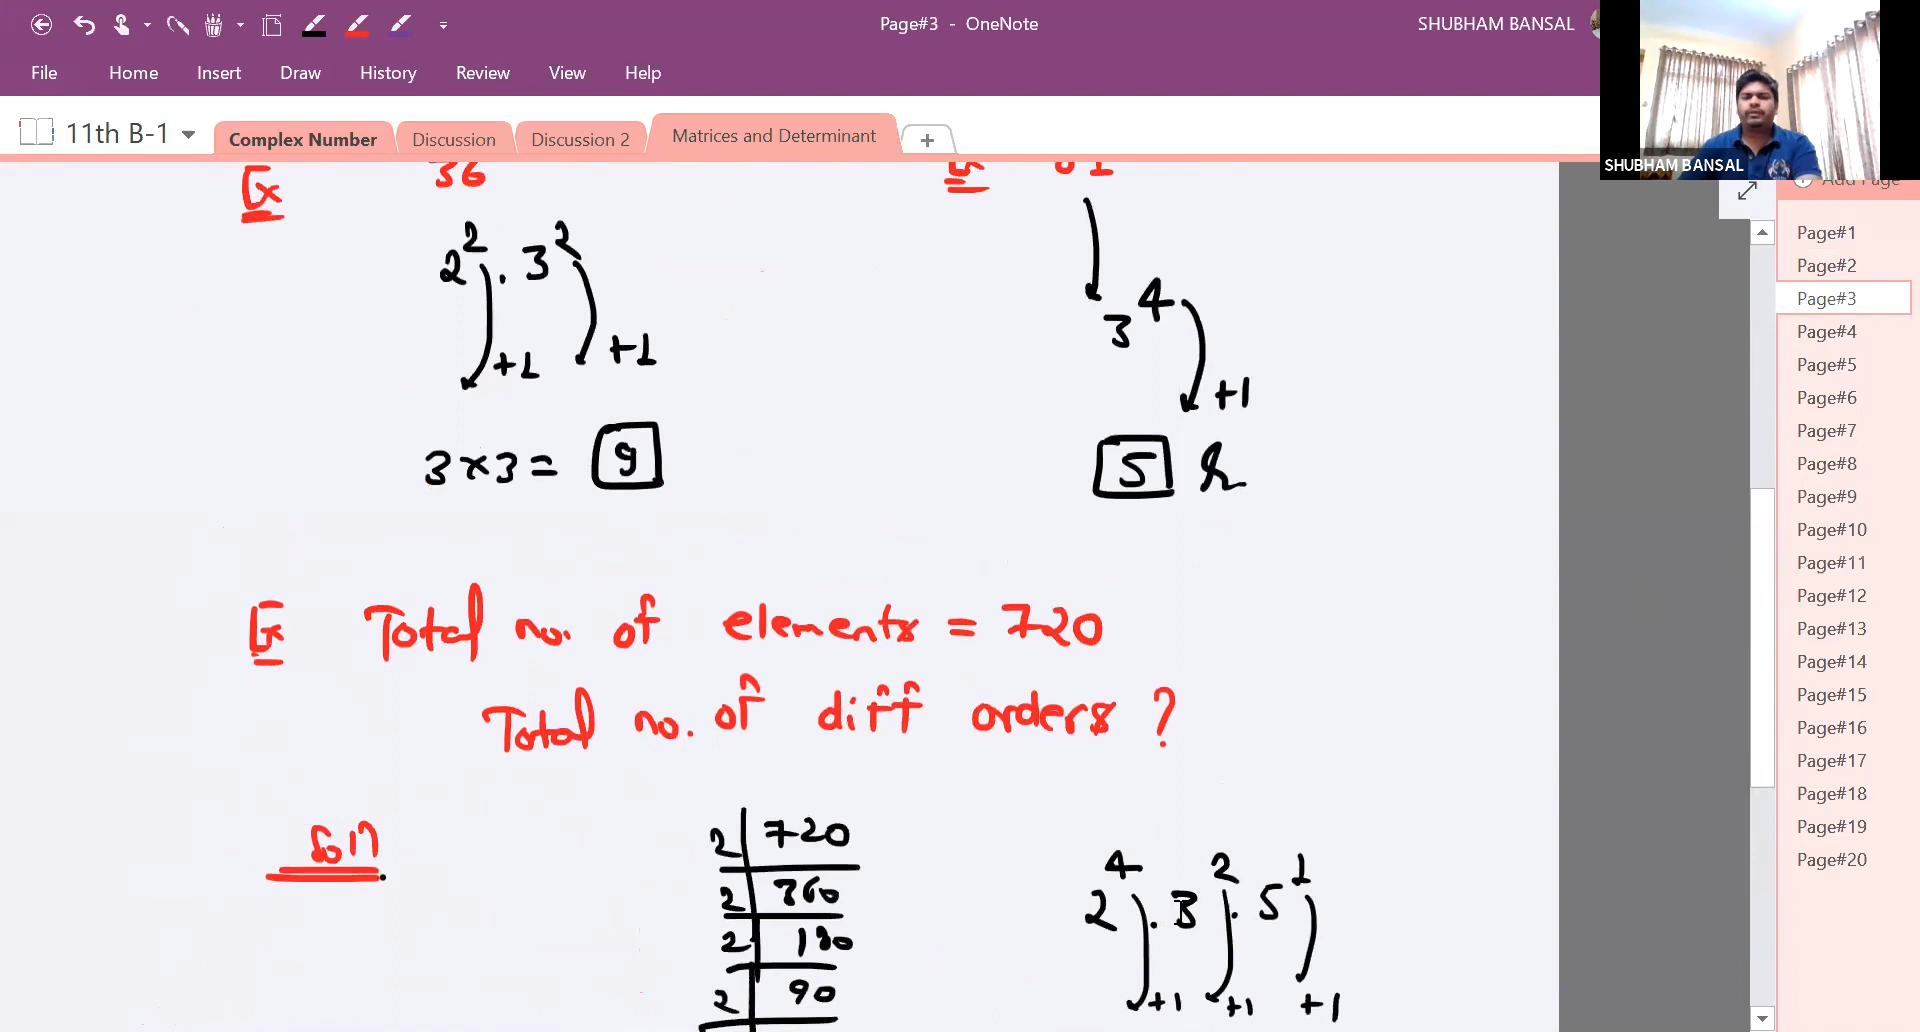 Page#3 - OneNote
SHUBHAM BANSAL
File Home Insert Draw History Review View Help
11th B-1
Complex Number Discussion Discussion 2 Matrices and Determinant +
SHUBHAM BANSAL
Add Page
Page#1
Page#2
Page#3
Page#4
Page#5
Page#6
Page#7
Page#8
Page#9
Page#10
Page#11
Page#12
Page#13
Page#14
Page#15
Page#16
Page#17
Page#18
Page#19
Page#20
Ex 36
2² . 3²
+1 +1
3 × 3 = 9
Ex 81
3⁴
+1
5
Ex Total no. of elements = 720
Total no. of diff orders ?
Soln
2 720
2 360
2 180
2 90
2⁴ . 3² . 5¹
+1 +1 +1